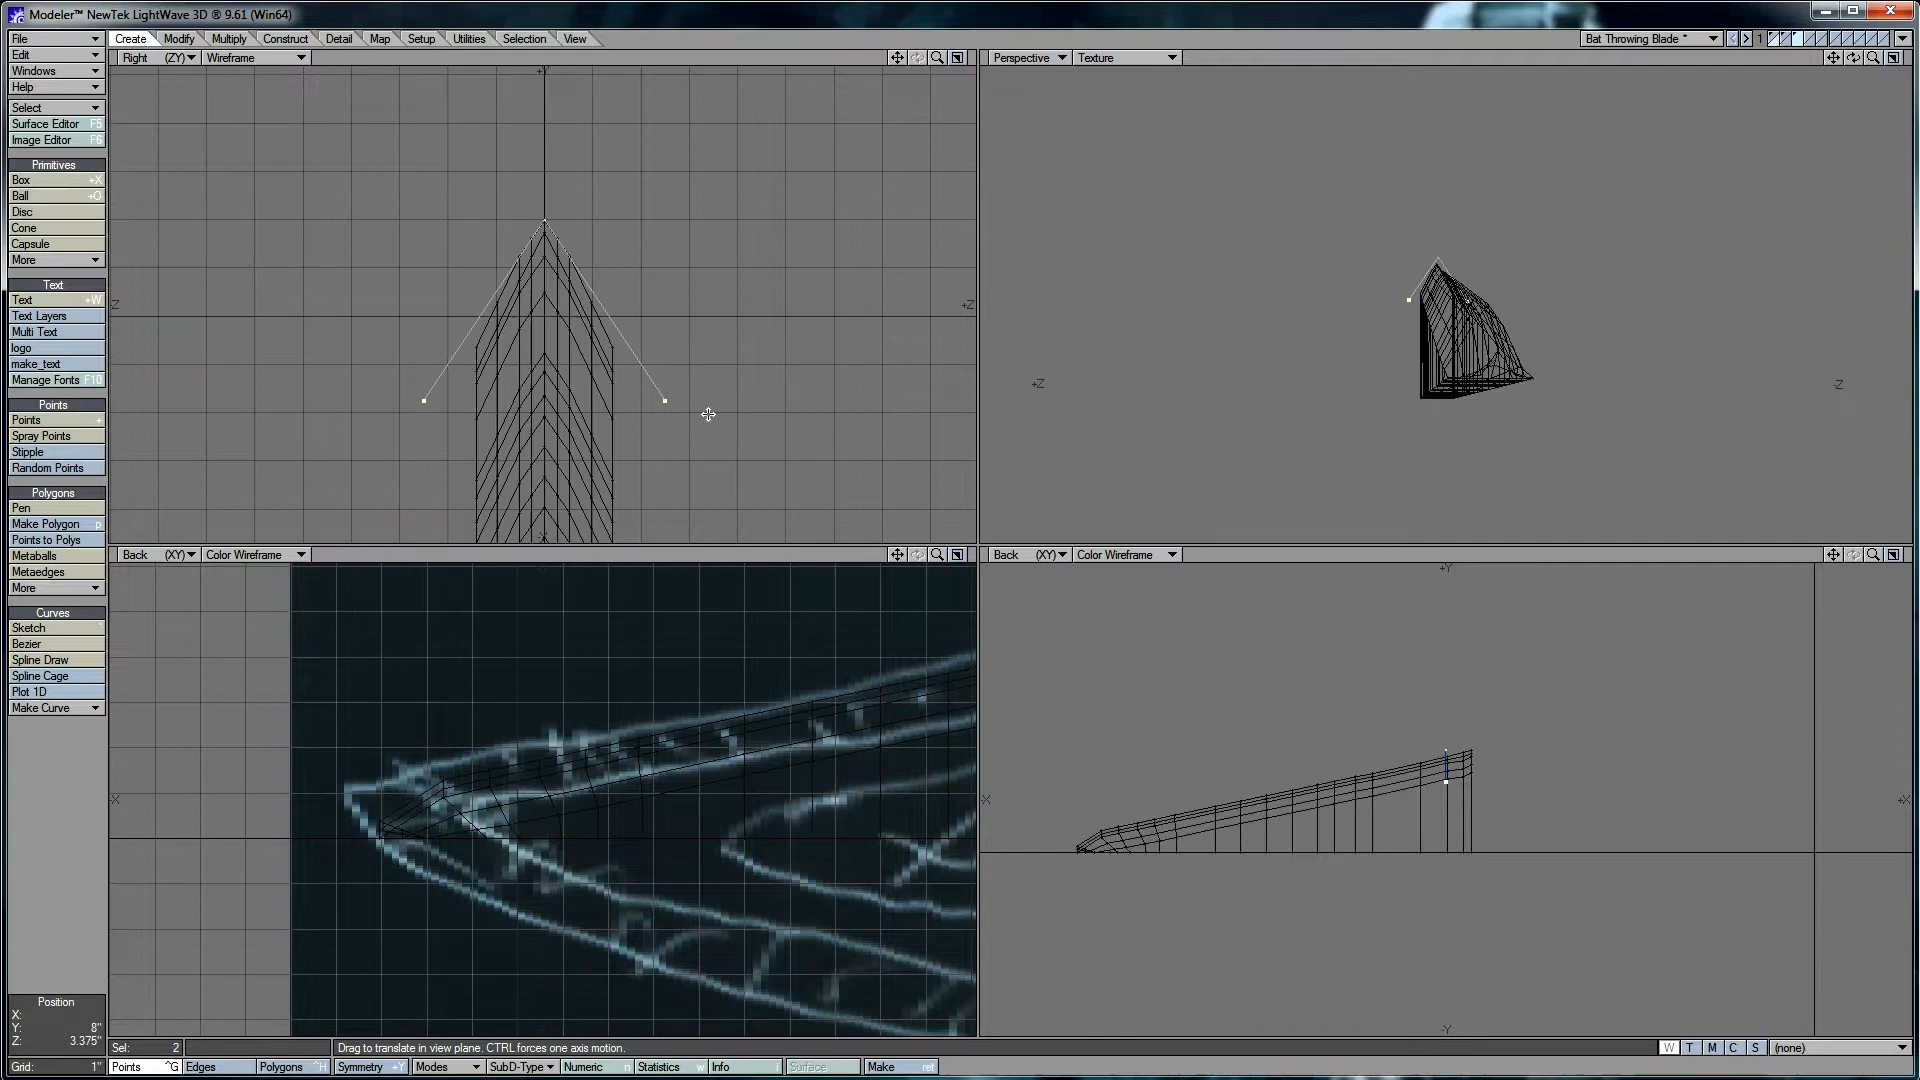 Modeler™ NewTek LightWave 3D ® 9.61 (Win64)
File
Edit
Windows
Help
Select
Surface Editor F5
Image Editor F6
Primitives
Box +X
Ball +O
Disc
Cone
Capsule
More
Text
Text +W
Text Layers
Multi Text
logo
make_text
Manage Fonts F10
Points
Points +
Spray Points
Stipple
Random Points
Polygons
Pen
Make Polygon p
Points to Polys
Metaballs
Metaedges
More
Curves
Sketch
Bezier
Spline Draw
Spline Cage
Plot 1D
Make Curve
Position
X:
Y: 8"
Z: 3.375"
Grid: 1"
Create Modify Multiply Construct Detail Map Setup Utilities Selection View
Bat Throwing Blade * 1
Right (ZY) Wireframe
+Y
-Z
+Z
Perspective Texture
+Z
-Z
Back (XY) Color Wireframe
-X
Back (XY) Color Wireframe
+Y
-X
+X
-Y
Sel: 2
Drag to translate in view plane. CTRL forces one axis motion.
W T M C S (none)
Points ^G Edges Polygons ^H Symmetry +Y Modes SubD-Type Numeric n Statistics w Info i Surface Make ret